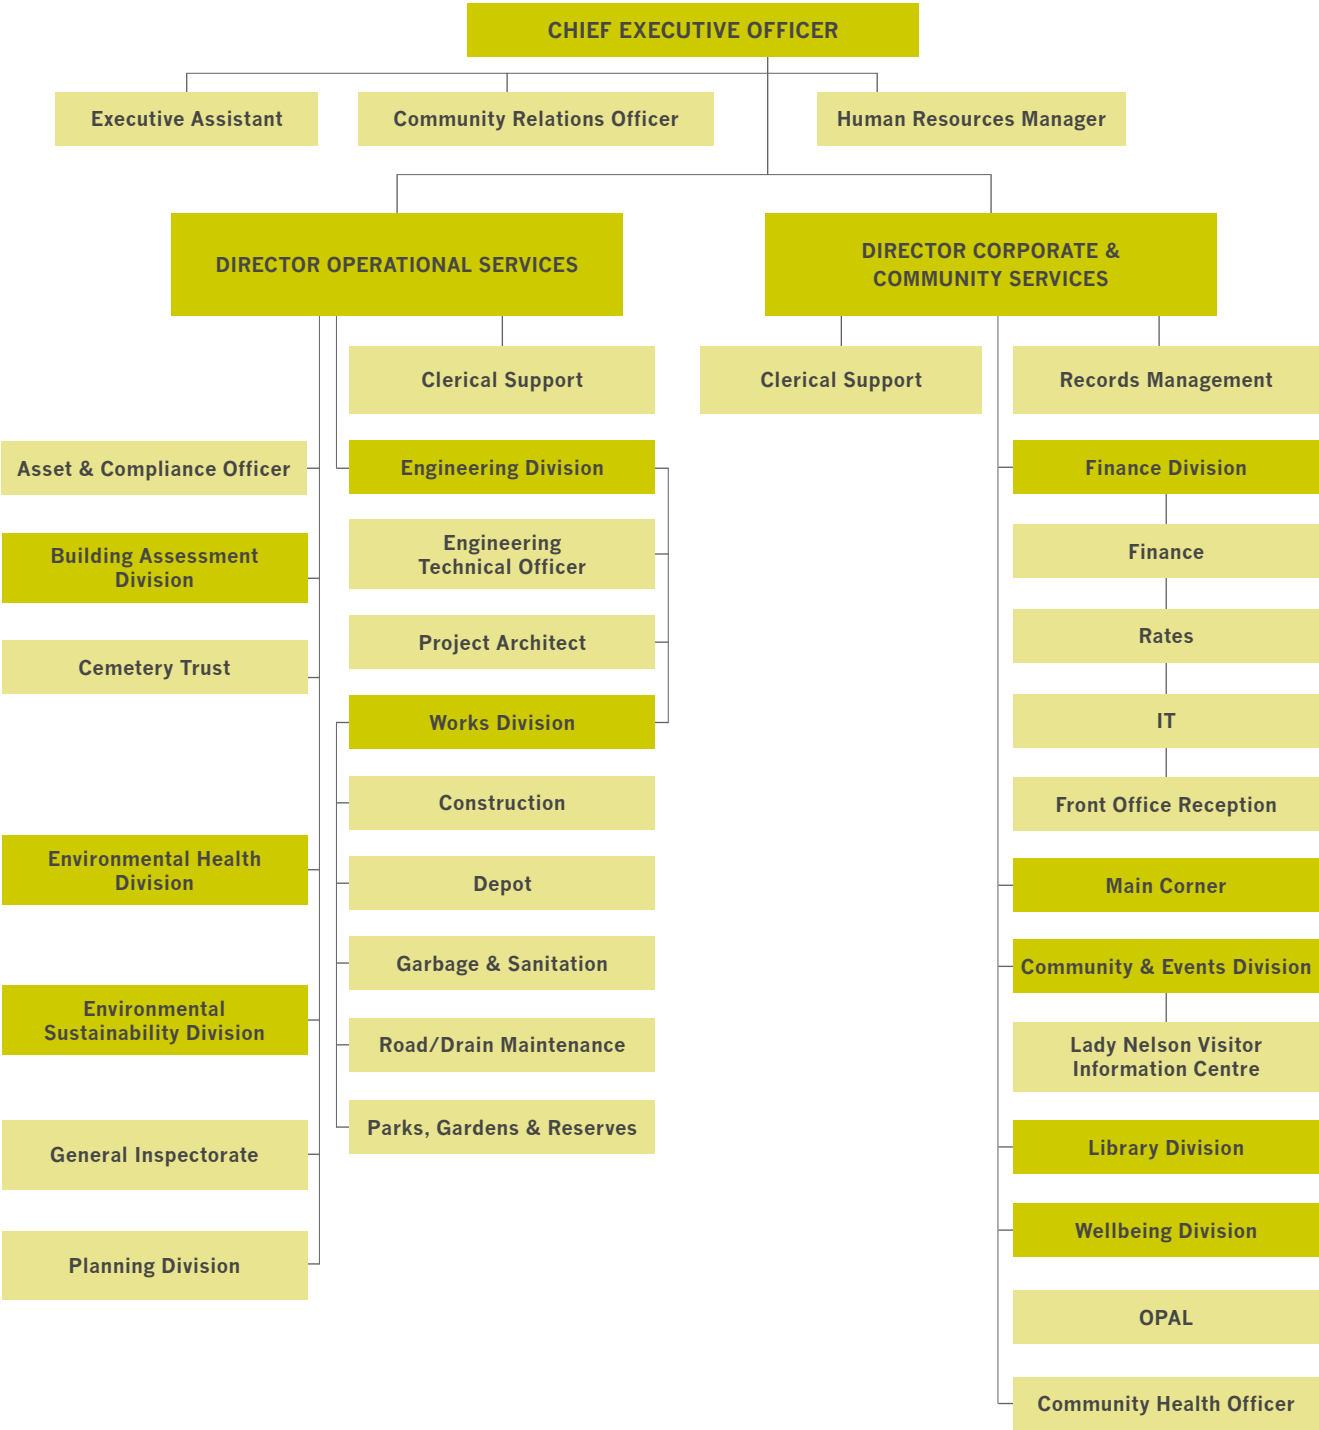 CHIEF EXECUTIVE OFFICER
Executive Assistant
Community Relations Officer
Human Resources Manager
DIRECTOR OPERATIONAL SERVICES
DIRECTOR CORPORATE &
COMMUNITY SERVICES
Clerical Support
Clerical Support
Records Management
Asset & Compliance Officer
Engineering Division
Finance Division
Building Assessment
Division
Engineering
Technical Officer
Finance
Cemetery Trust
Project Architect
Rates
Works Division
IT
Construction
Front Office Reception
Environmental Health
Division
Depot
Main Corner
Garbage & Sanitation
Community & Events Division
Environmental
Sustainability Division
Road/Drain Maintenance
Lady Nelson Visitor
Information Centre
General Inspectorate
Parks, Gardens & Reserves
Library Division
Planning Division
Wellbeing Division
OPAL
Community Health Officer